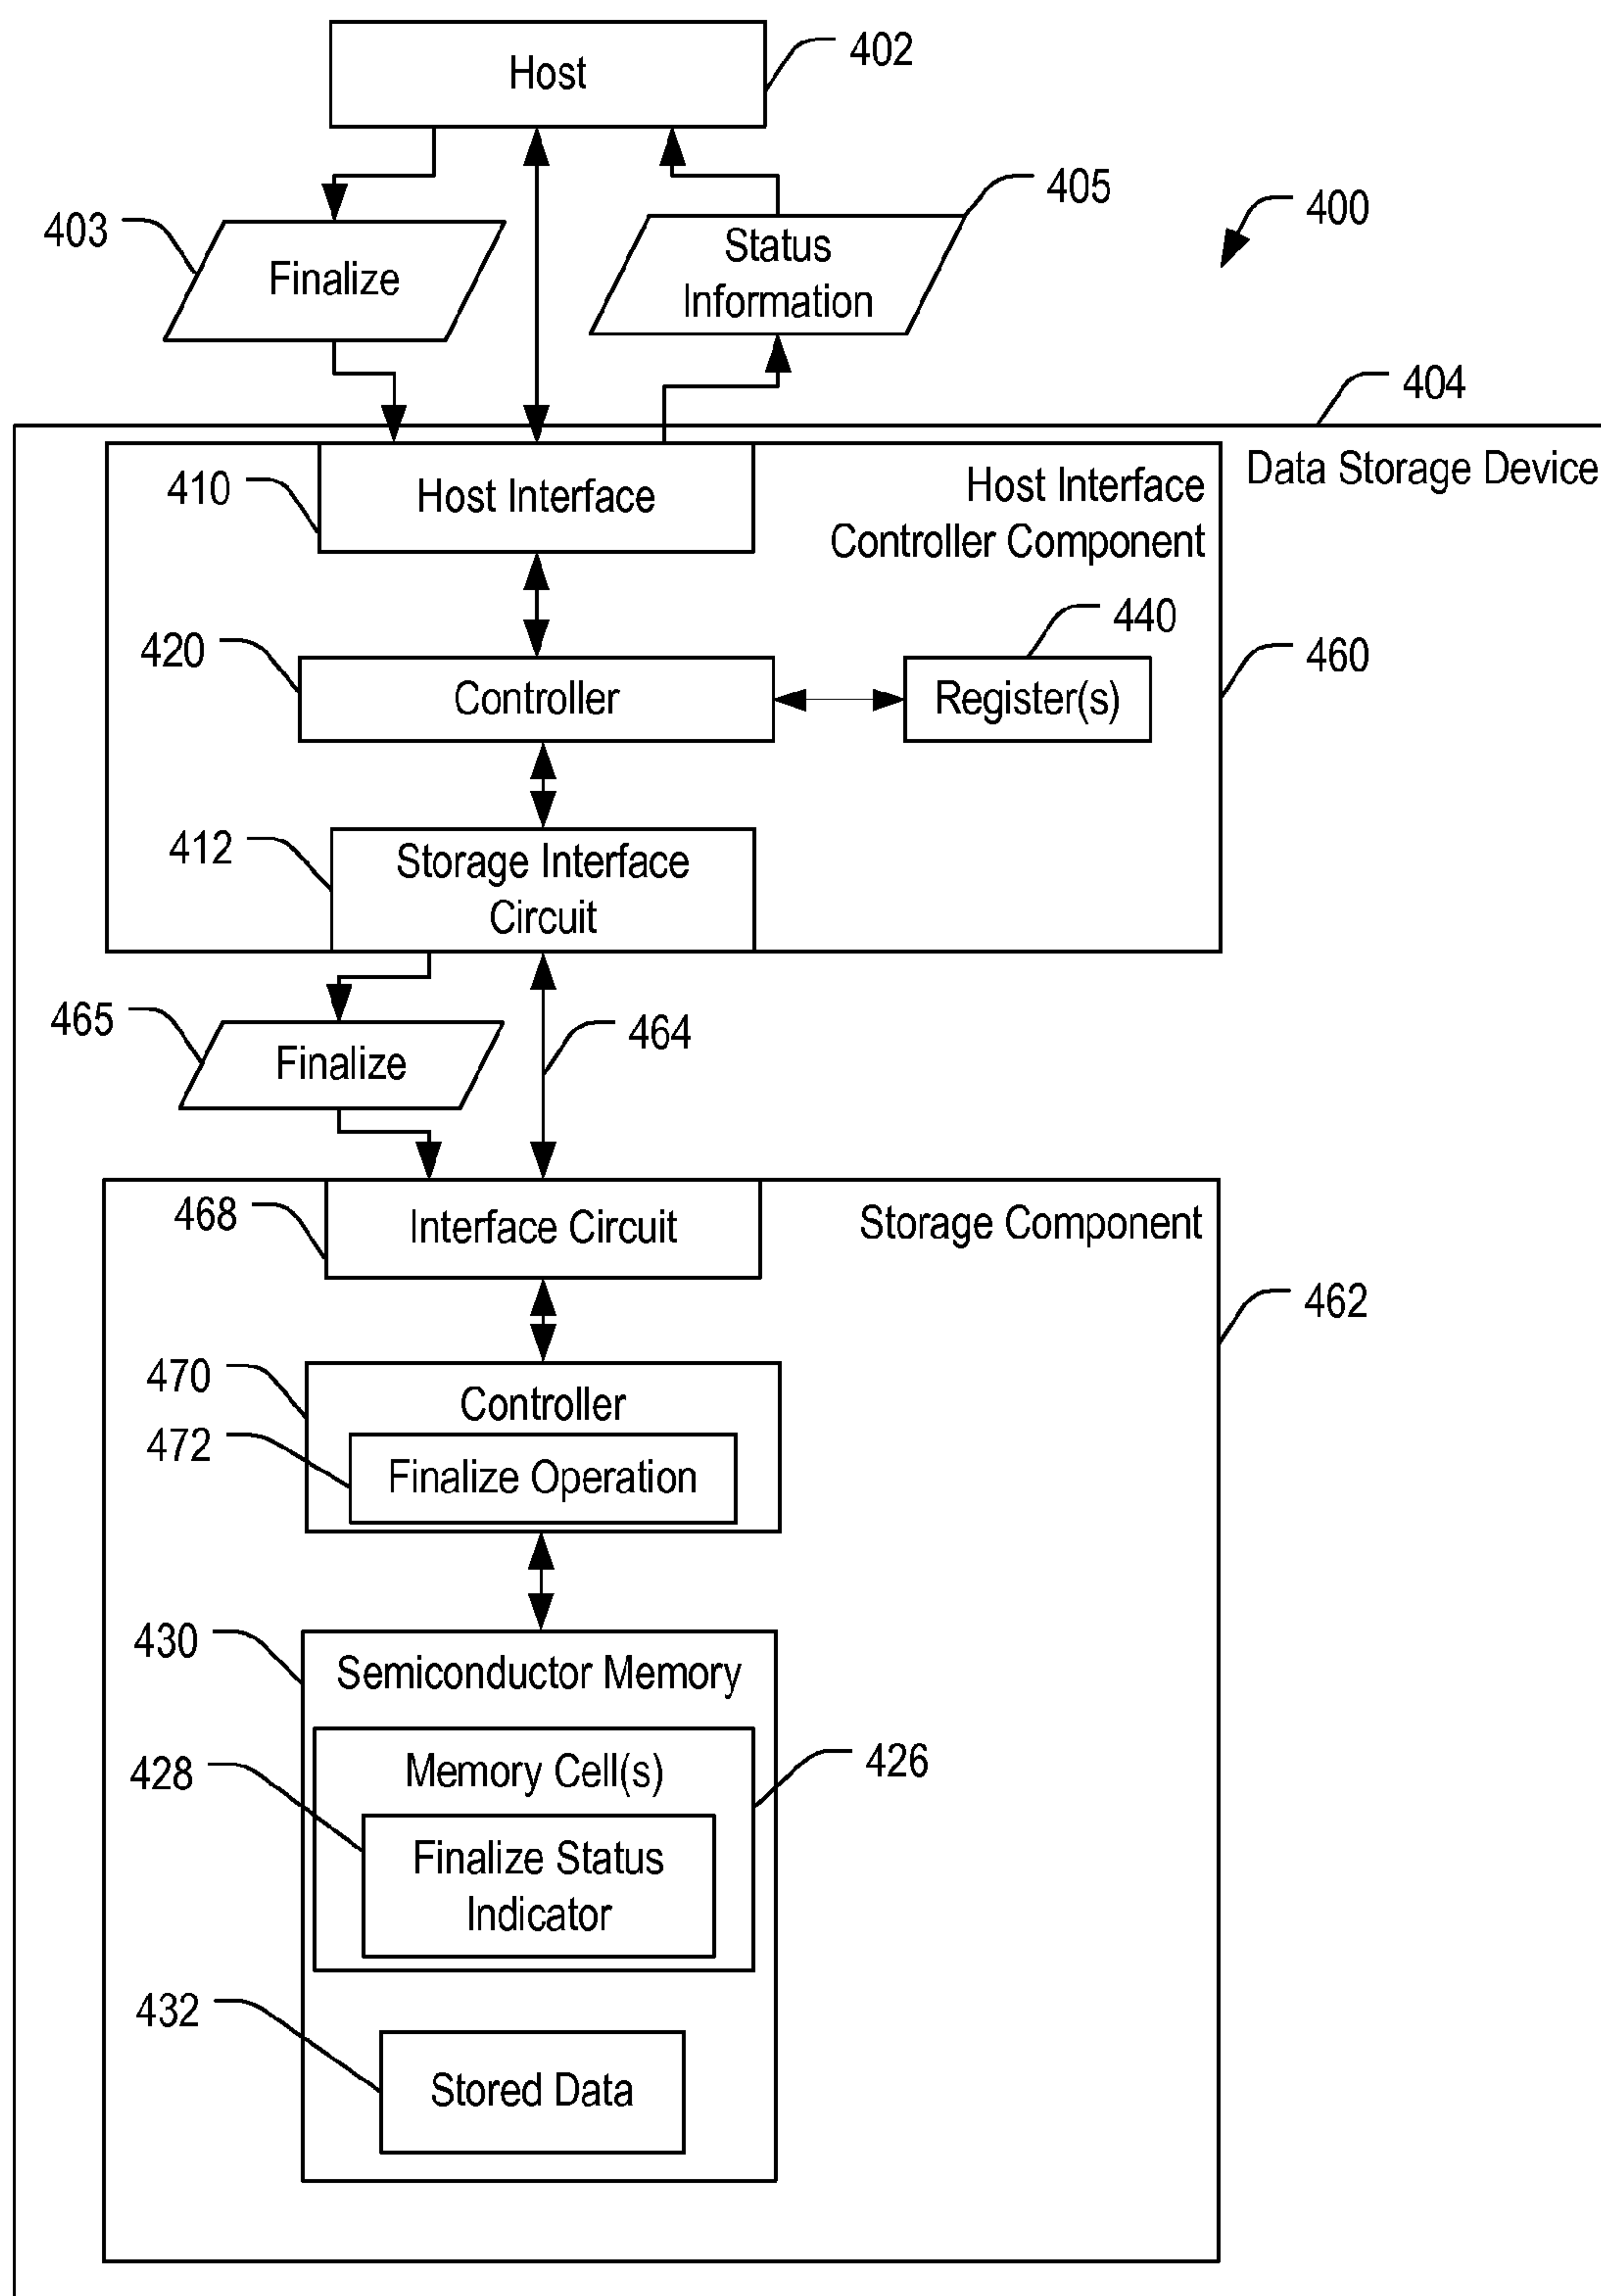 Host
402
403
Finalize
Status
Information
405
400
404
Data Storage Device
410
Host Interface
Host Interface
Controller Component
420
Controller
440
Register(s)
460
412
Storage Interface
Circuit
465
Finalize
464
468
Interface Circuit
Storage Component
462
470
Controller
472
Finalize Operation
430
Semiconductor Memory
428
Memory Cell(s)
426
Finalize Status
Indicator
432
Stored Data